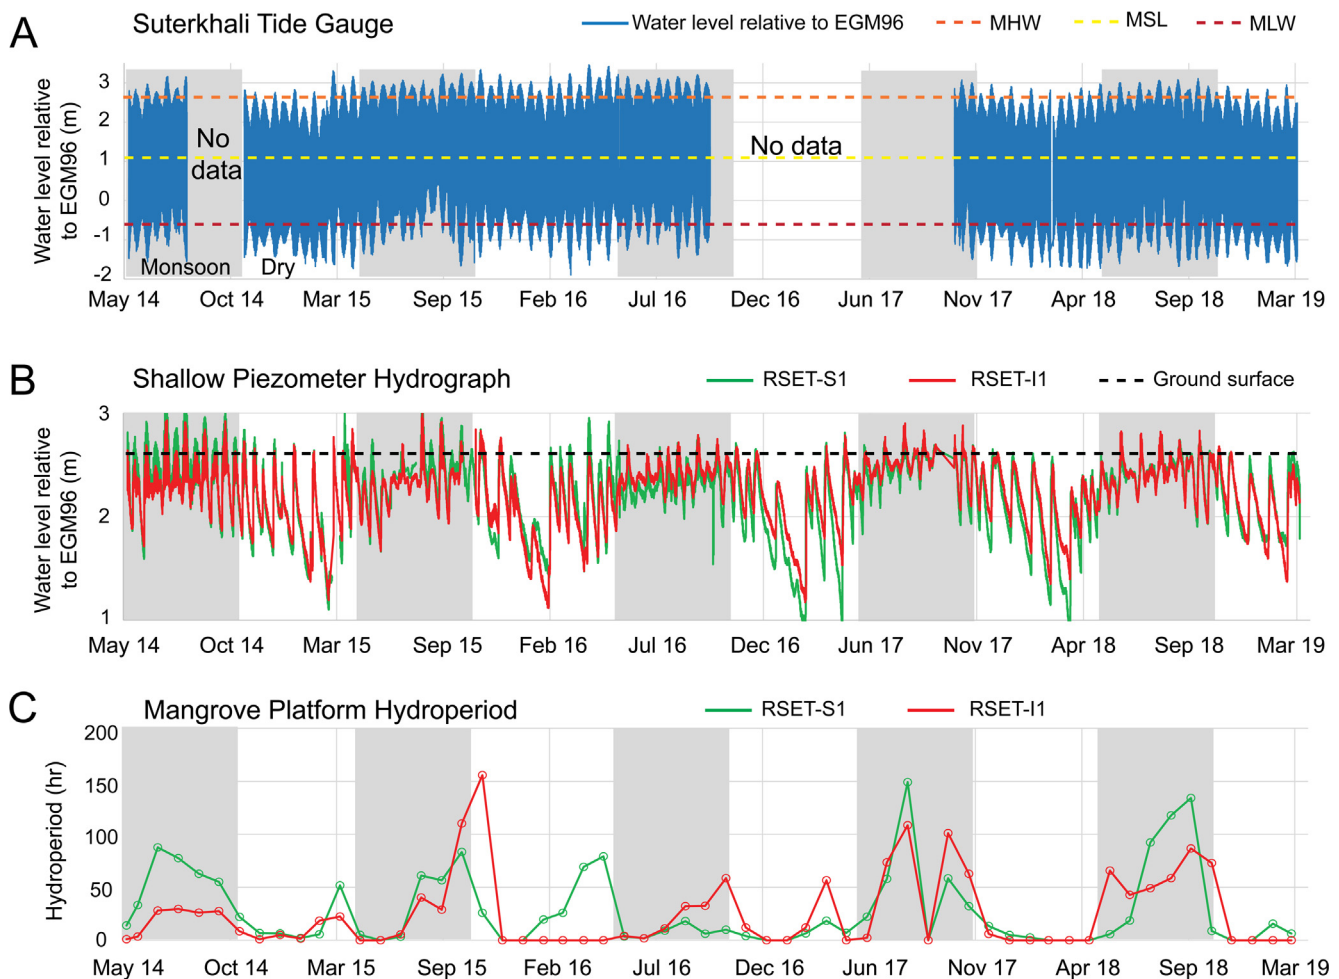 A
Suterkhali Tide Gauge
Water level relative to EGM96
MHW
MSL
MLW
Water level relative
to EGM96 (m)
3
2
1
0
-1
-2
No
data
No data
Monsoon
Dry
May 14
Oct 14
Mar 15
Sep 15
Feb 16
Jul 16
Dec 16
Jun 17
Nov 17
Apr 18
Sep 18
Mar 19
B
Shallow Piezometer Hydrograph
RSET-S1
RSET-I1
Ground surface
Water level relative
to EGM96 (m)
3
2
1
May 14
Oct 14
Mar 15
Sep 15
Feb 16
Jul 16
Dec 16
Jun 17
Nov 17
Apr 18
Sep 18
Mar 19
C
Mangrove Platform Hydroperiod
RSET-S1
RSET-I1
Hydroperiod (hr)
200
150
100
50
0
May 14
Oct 14
Mar 15
Sep 15
Feb 16
Jul 16
Dec 16
Jun 17
Nov 17
Apr 18
Sep 18
Mar 19